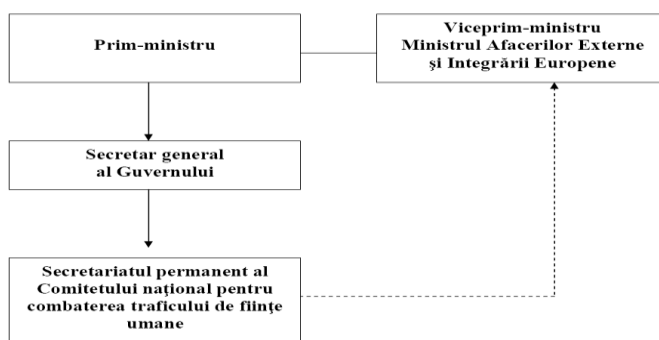 Prim-ministru
Viceprim-ministru
Ministrul Afacerilor Externe
şi Integrării Europene
Secretar general
al Guvernului
Secretariatul permanent al
Comitetului naţional pentru
combaterea traficului de fiinţe
umane